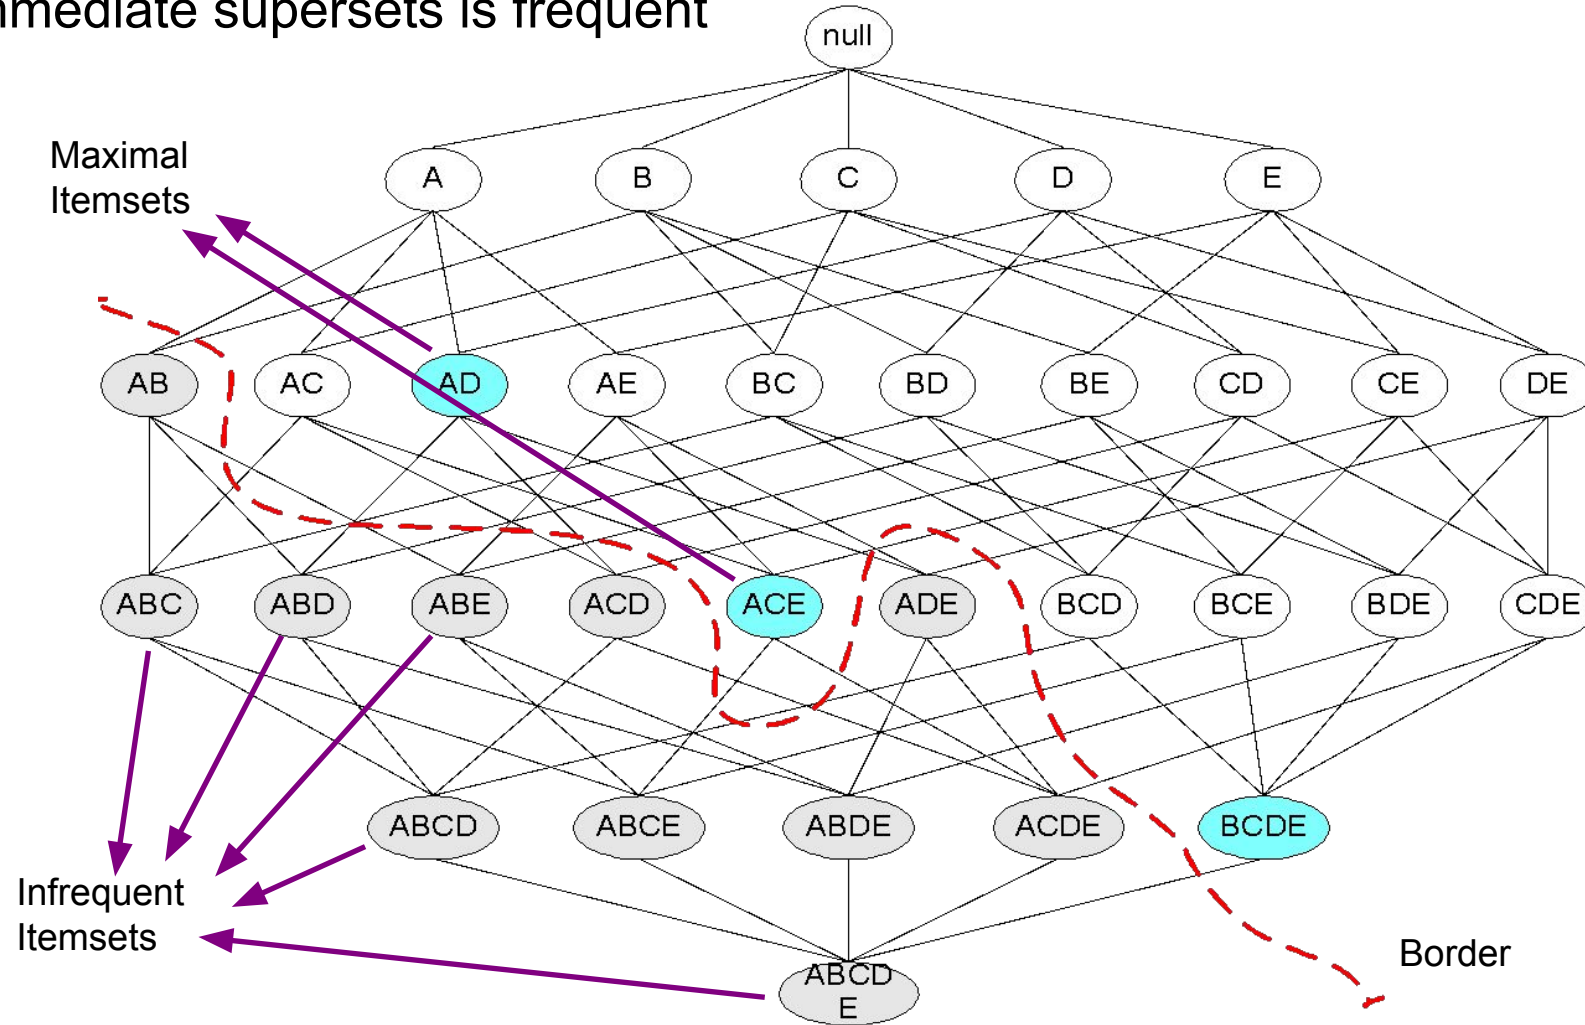 mmediate supersets is frequent
null
Maximal
Itemsets
A B C D E
AB AC AD AE BC BD BE CD CE DE
ABC ABD ABE ACD ACE ADE BCD BCE BDE CDE
ABCD ABCE ABDE ACDE BCDE
Infrequent
Itemsets
Border
ABCD
E